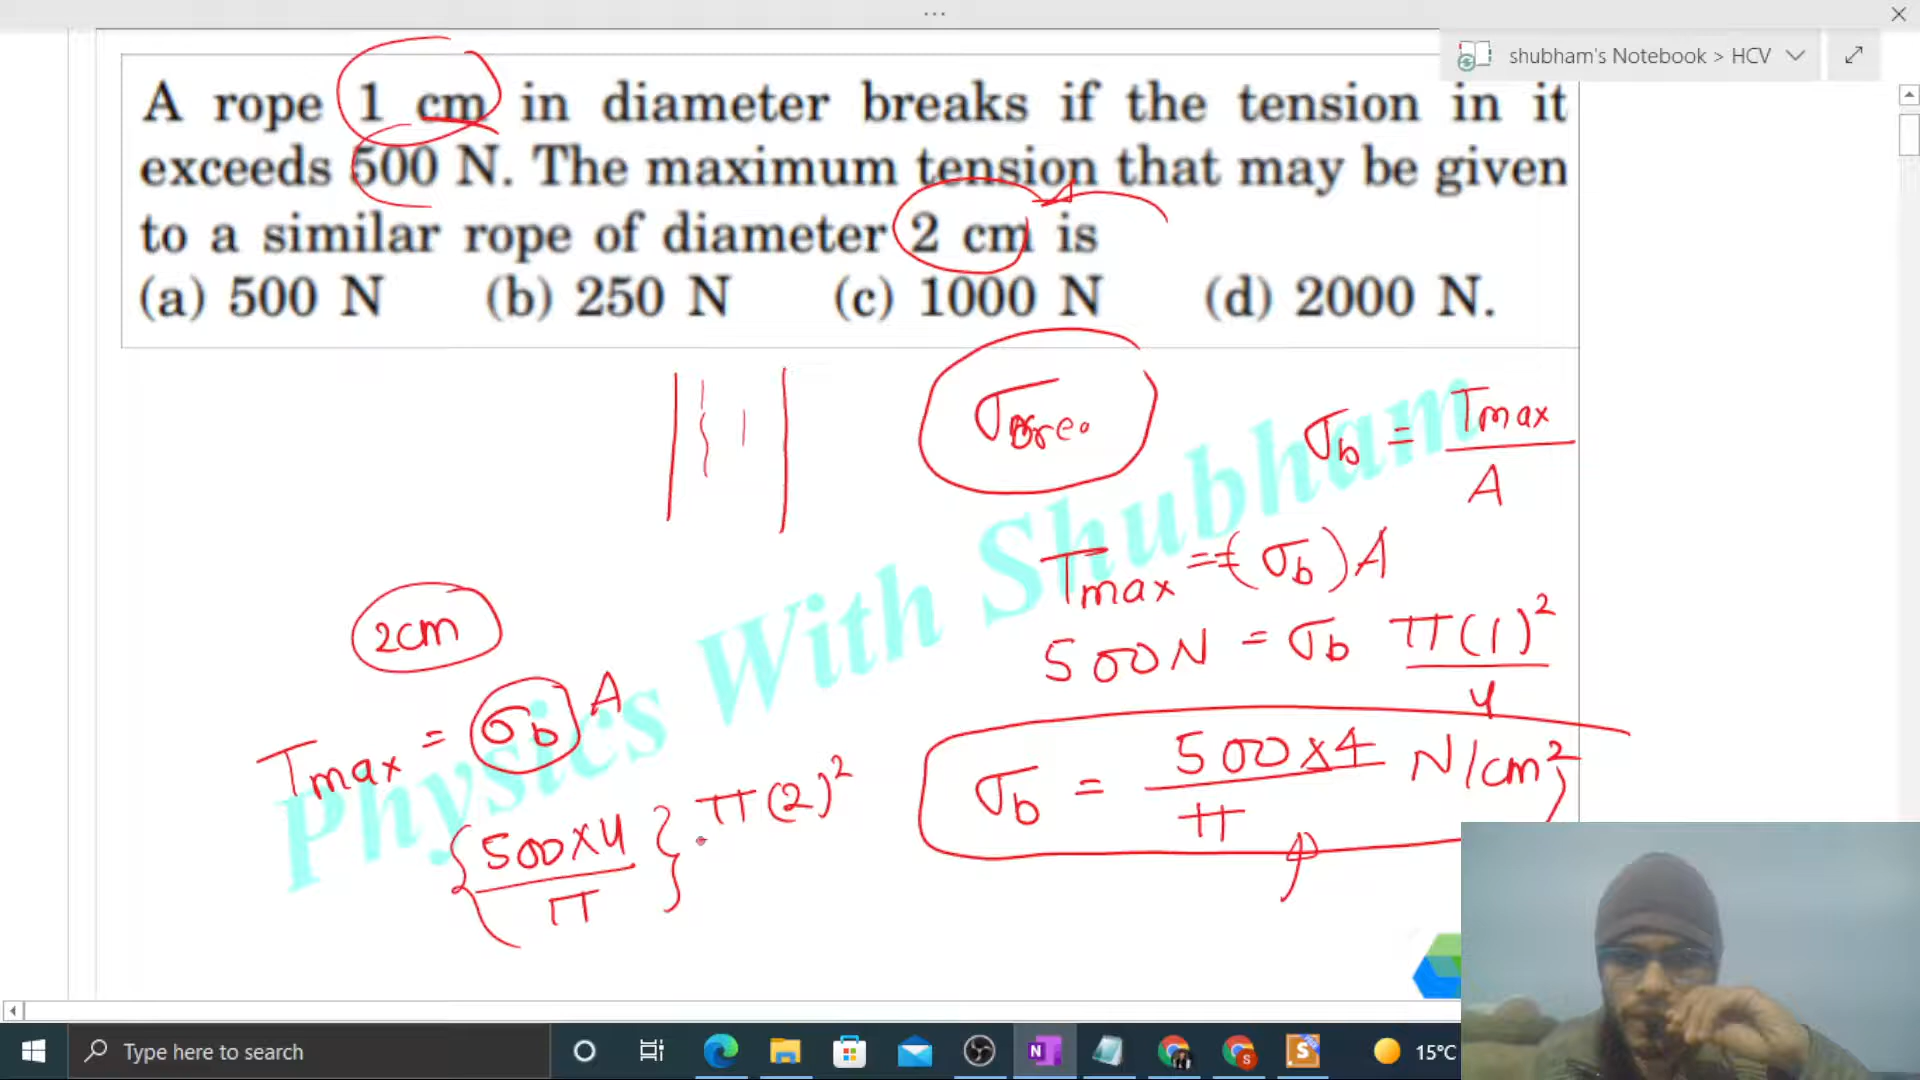 shubham's Notebook > HCV
A rope 1 cm in diameter breaks if the tension in it
exceeds 500 N. The maximum tension that may be given
to a similar rope of diameter 2 cm is
(a) 500 N (b) 250 N (c) 1000 N (d) 2000 N.
σbre.
σb = Tmax / A
Tmax = (σb) A
500N = σb π(1)² / 4
σb = 500×4 / π N/cm²
2cm
Tmax = σb A
{500×4 / π} π(2)²
Physics With Shubham
Type here to search
15°C